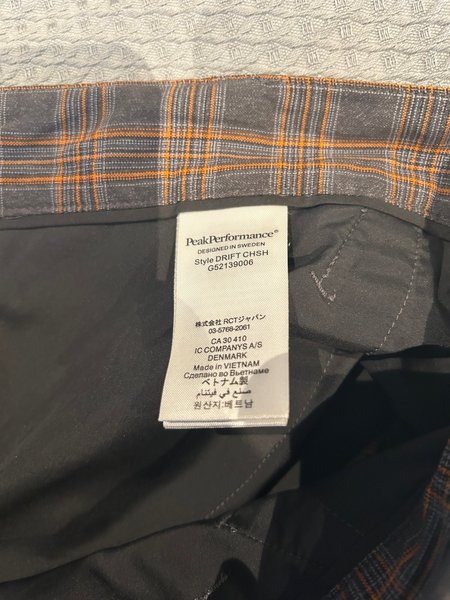 PeakPerformance®
DESIGNED IN SWEDEN
Style DRIFT CHSH
G52139006
株式会社 RCTジャパン
03-5768-2061
CA 30 410
IC COMPANYS A/S
DENMARK
Made in VIETNAM
Сделано во Вьетнаме
ベトナム製
صنع في فيتنام
원산지:베트남